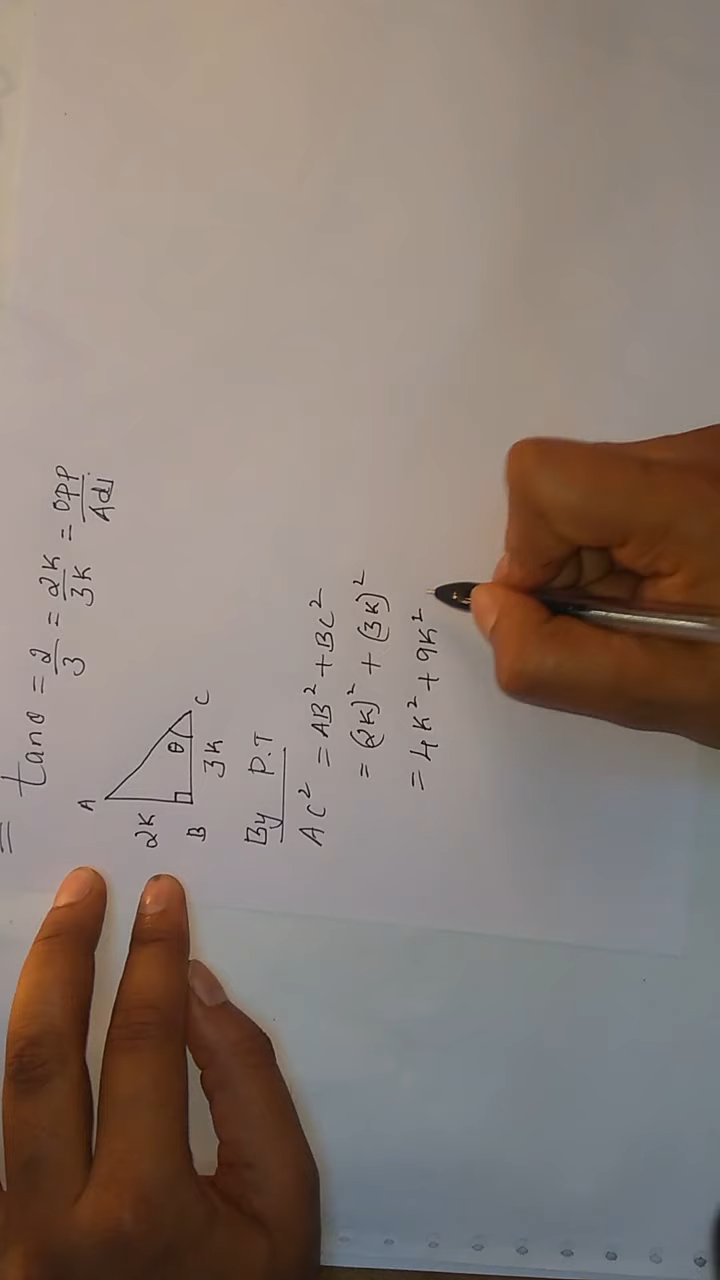 = tanθ = 2/3 = 2K/3K = OPP/Adj
A
2K
θ
B
3K
C
By P.T
AC² = AB² + BC²
= (2K)² + (3K)²
= 4K² + 9K²